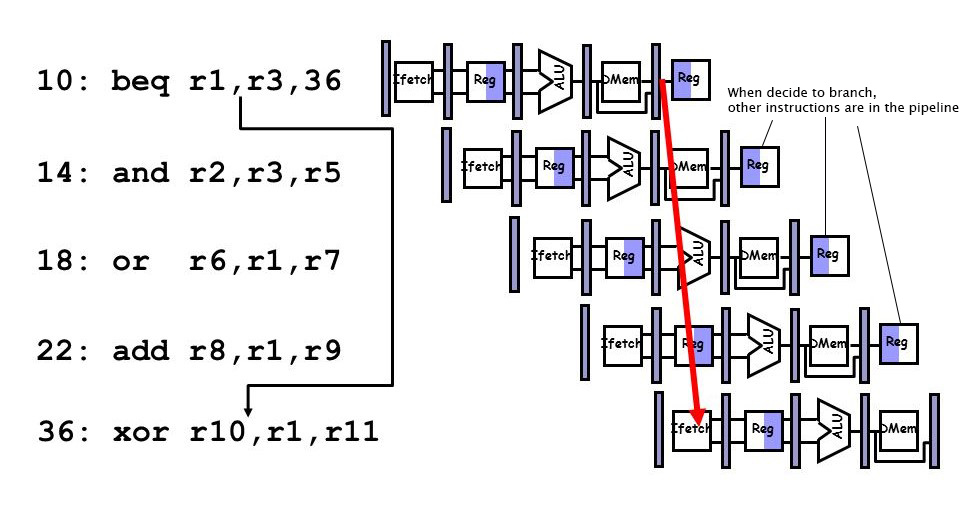 10: beq r1,r3,36
Ifetch Reg ALU DMem Reg
When decide to branch,
other instructions are in the pipeline
14: and r2,r3,r5
Ifetch Reg ALU DMem Reg
18: or r6,r1,r7
Ifetch Reg ALU DMem Reg
22: add r8,r1,r9
Ifetch Reg ALU DMem Reg
36: xor r10,r1,r11
Ifetch Reg ALU DMem